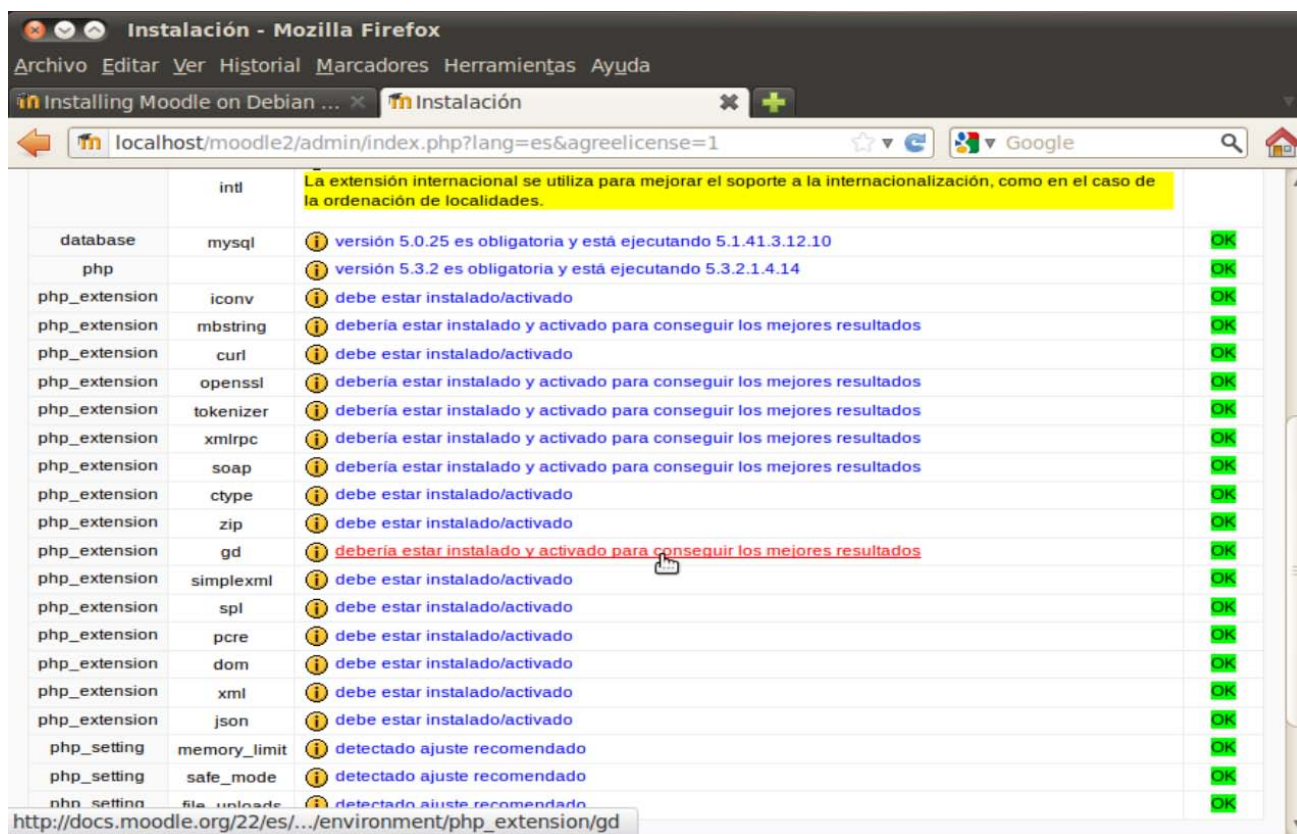 Instalación - Mozilla Firefox
Archivo Editar Ver Historial Marcadores Herramientas Ayuda
Installing Moodle on Debian ...
Instalación
localhost/moodle2/admin/index.php?lang=es&agreelicense=1
Google
intl
La extensión internacional se utiliza para mejorar el soporte a la internacionalización, como en el caso de
la ordenación de localidades.
database mysql versión 5.0.25 es obligatoria y está ejecutando 5.1.41.3.12.10 OK
php versión 5.3.2 es obligatoria y está ejecutando 5.3.2.1.4.14 OK
php_extension iconv debe estar instalado/activado OK
php_extension mbstring debería estar instalado y activado para conseguir los mejores resultados OK
php_extension curl debe estar instalado/activado OK
php_extension openssl debería estar instalado y activado para conseguir los mejores resultados OK
php_extension tokenizer debería estar instalado y activado para conseguir los mejores resultados OK
php_extension xmlrpc debería estar instalado y activado para conseguir los mejores resultados OK
php_extension soap debería estar instalado y activado para conseguir los mejores resultados OK
php_extension ctype debe estar instalado/activado OK
php_extension zip debe estar instalado/activado OK
php_extension gd debería estar instalado y activado para conseguir los mejores resultados OK
php_extension simplexml debe estar instalado/activado OK
php_extension spl debe estar instalado/activado OK
php_extension pcre debe estar instalado/activado OK
php_extension dom debe estar instalado/activado OK
php_extension xml debe estar instalado/activado OK
php_extension json debe estar instalado/activado OK
php_setting memory_limit detectado ajuste recomendado OK
php_setting safe_mode detectado ajuste recomendado OK
php_setting file_uploads detectado ajuste recomendado OK
http://docs.moodle.org/22/es/.../environment/php_extension/gd